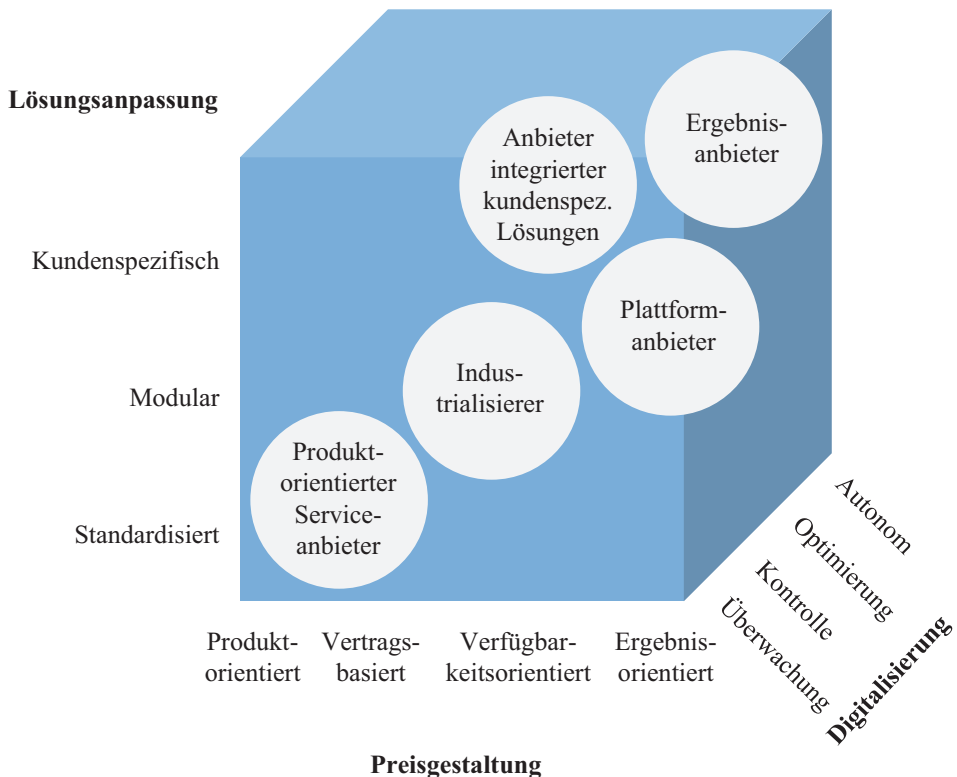 Lösungsanpassung
Kundenspezifisch
Modular
Standardisiert
Anbieter
integrierter
kundenspez.
Lösungen
Ergebnis-
anbieter
Plattform-
anbieter
Indus-
trialisierer
Produkt-
orientierter
Service-
anbieter
Produkt-
orientiert
Vertrags-
basiert
Verfügbar-
keitsorientiert
Ergebnis-
orientiert
Preisgestaltung
Überwachung
Kontrolle
Optimierung
Autonom
Digitalisierung